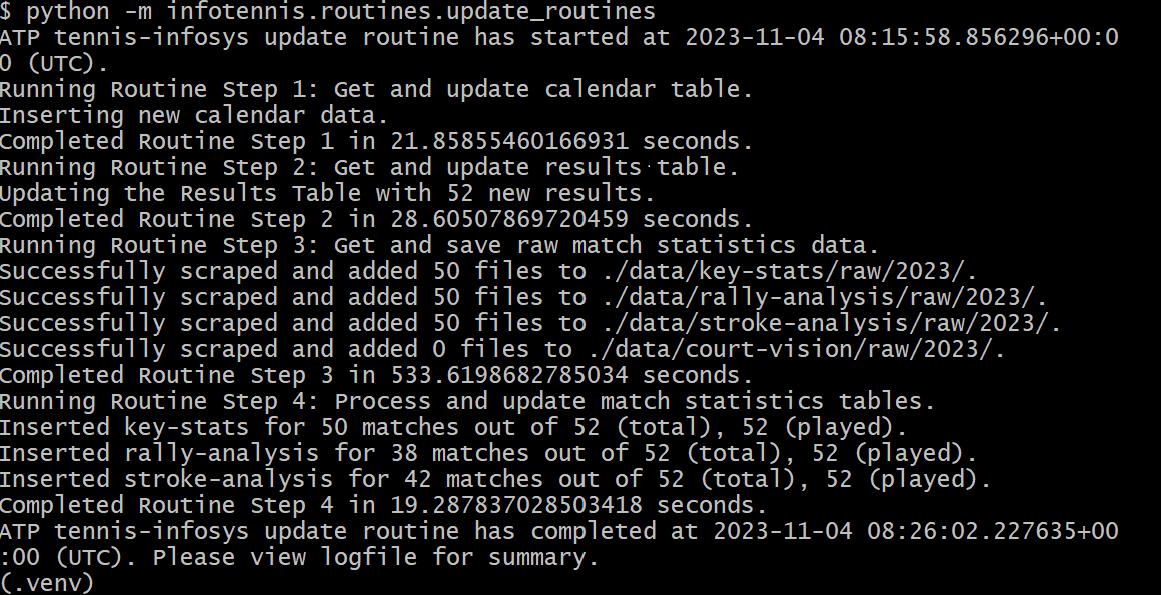 $ python -m infotennis.routines.update_routines
ATP tennis-infosys update routine has started at 2023-11-04 08:15:58.856296+00:0
0 (UTC).
Running Routine Step 1: Get and update calendar table.
Inserting new calendar data.
Completed Routine Step 1 in 21.85855460166931 seconds.
Running Routine Step 2: Get and update results table.
Updating the Results Table with 52 new results.
Completed Routine Step 2 in 28.60507869720459 seconds.
Running Routine Step 3: Get and save raw match statistics data.
Successfully scraped and added 50 files to ./data/key-stats/raw/2023/.
Successfully scraped and added 50 files to ./data/rally-analysis/raw/2023/.
Successfully scraped and added 50 files to ./data/stroke-analysis/raw/2023/.
Successfully scraped and added 0 files to ./data/court-vision/raw/2023/.
Completed Routine Step 3 in 533.6198682785034 seconds.
Running Routine Step 4: Process and update match statistics tables.
Inserted key-stats for 50 matches out of 52 (total), 52 (played).
Inserted rally-analysis for 38 matches out of 52 (total), 52 (played).
Inserted stroke-analysis for 42 matches out of 52 (total), 52 (played).
Completed Routine Step 4 in 19.287837028503418 seconds.
ATP tennis-infosys update routine has completed at 2023-11-04 08:26:02.227635+00
:00 (UTC). Please view logfile for summary.
(.venv)